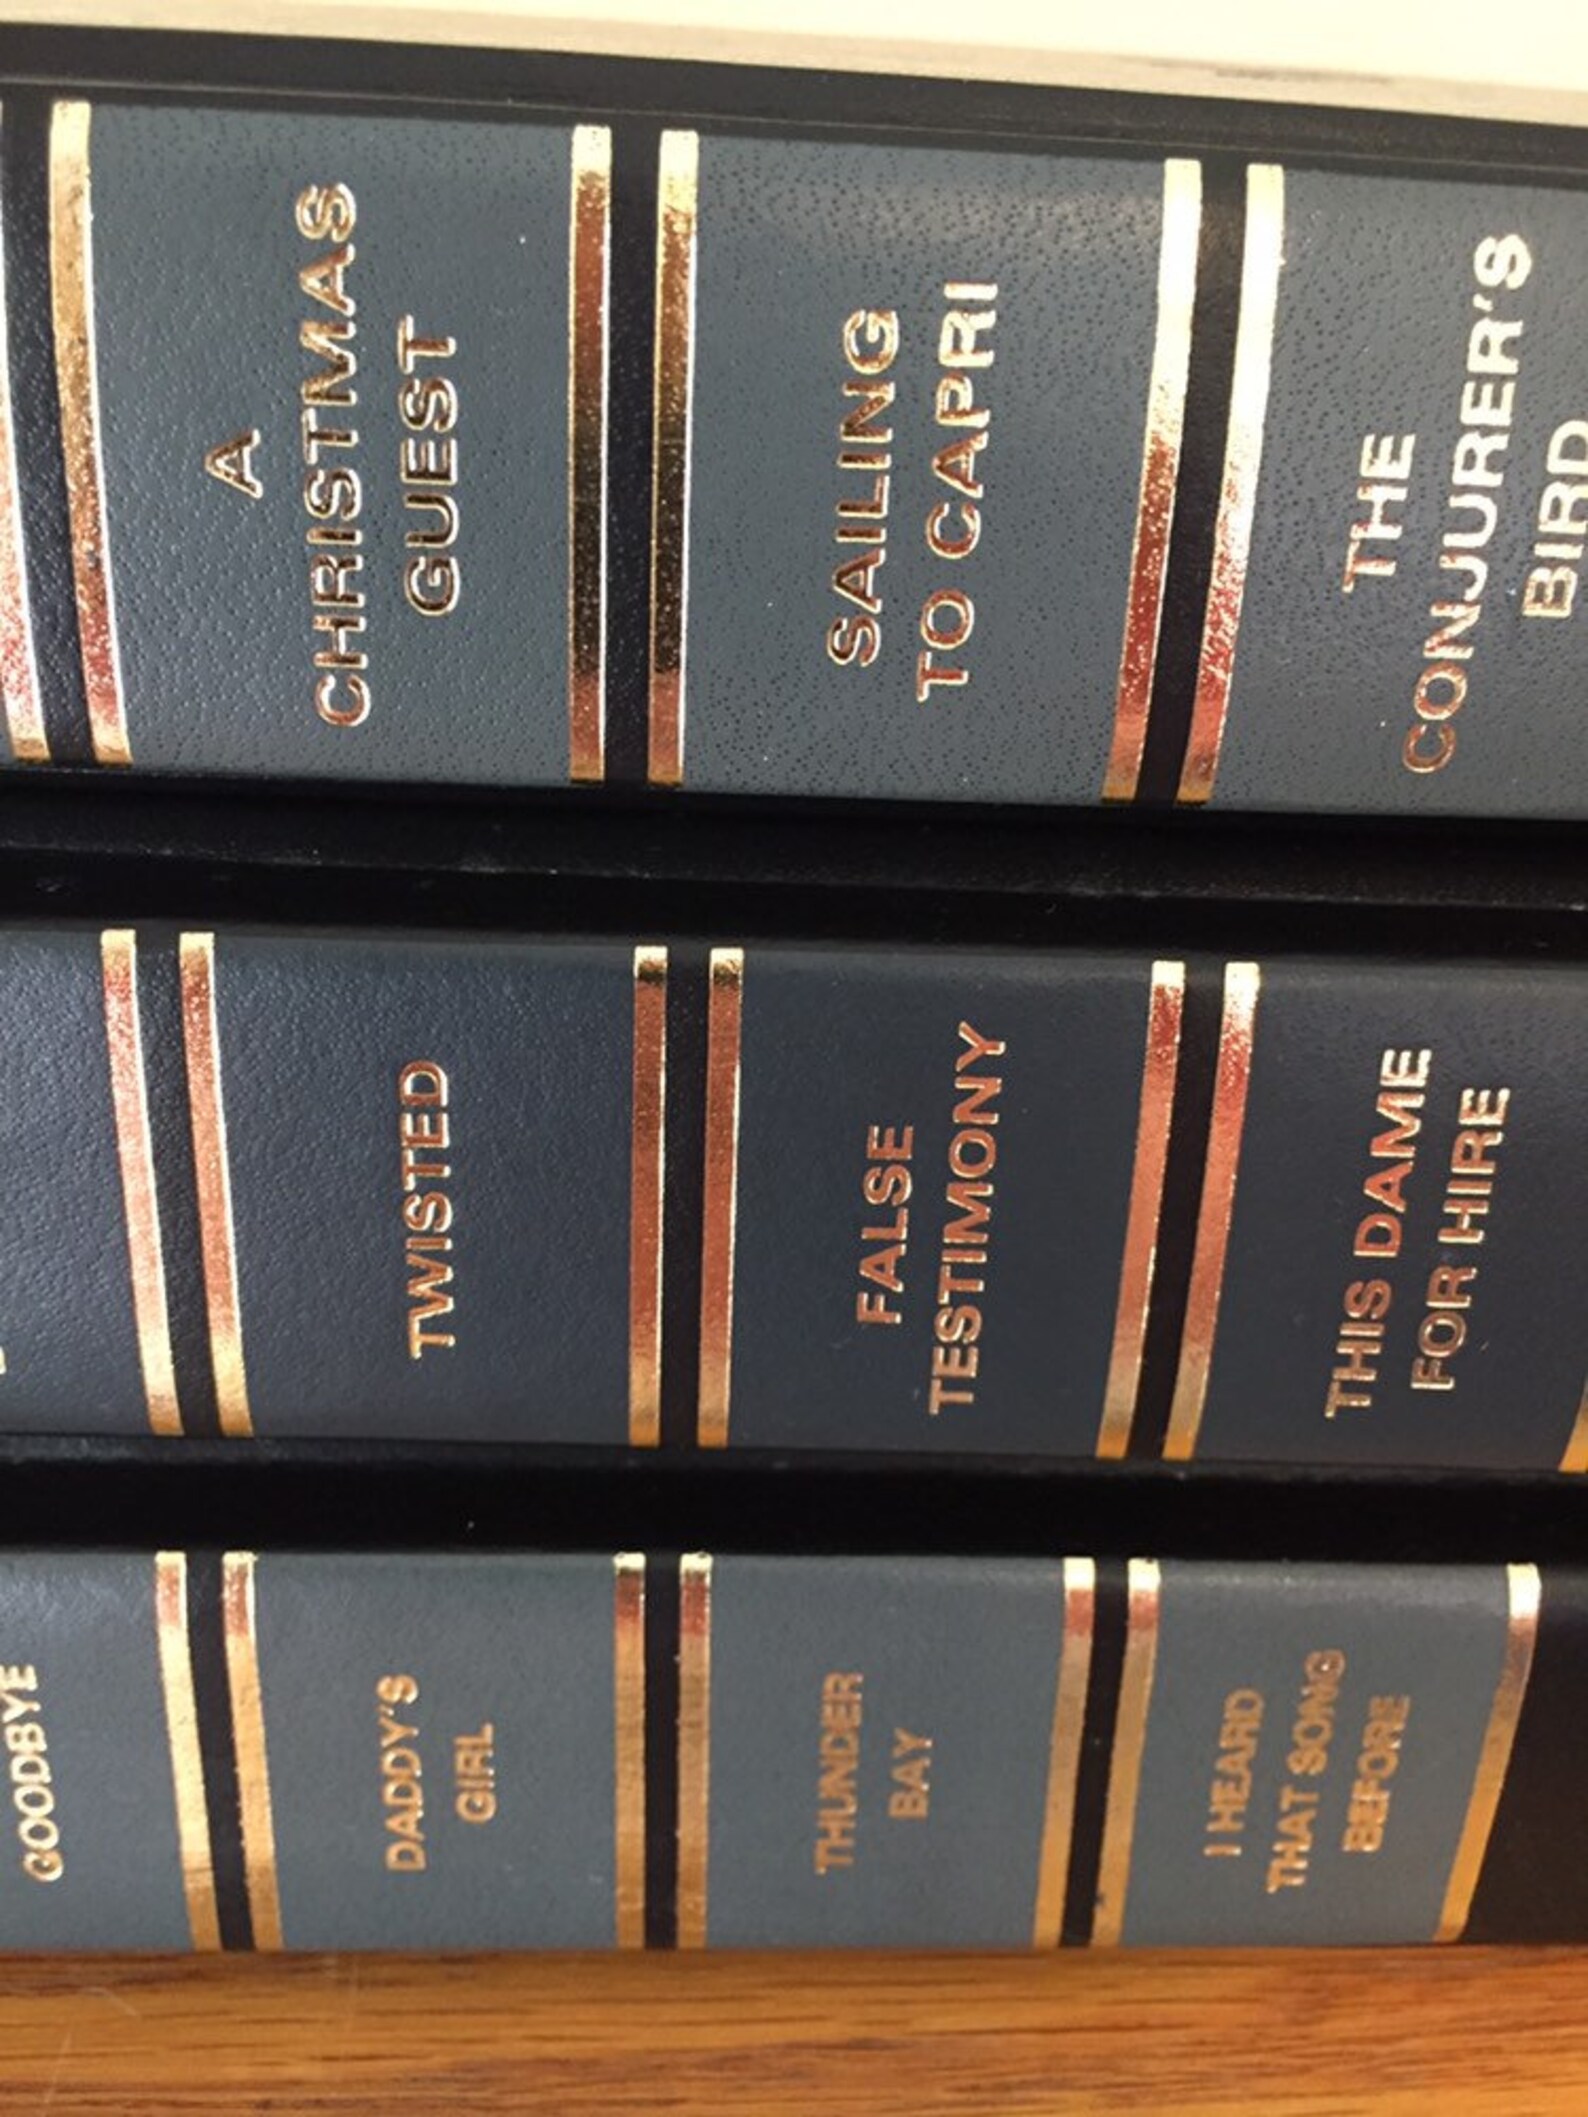 A
CHRISTMAS
GUEST
SAILING
TO CAPRI
THE
CONJURER'S
BIRD
TWISTED
FALSE
TESTIMONY
THIS DAME
FOR HIRE
GOODBYE
DADDY'S
GIRL
THUNDER
BAY
I HEARD
THAT SONG
BEFORE